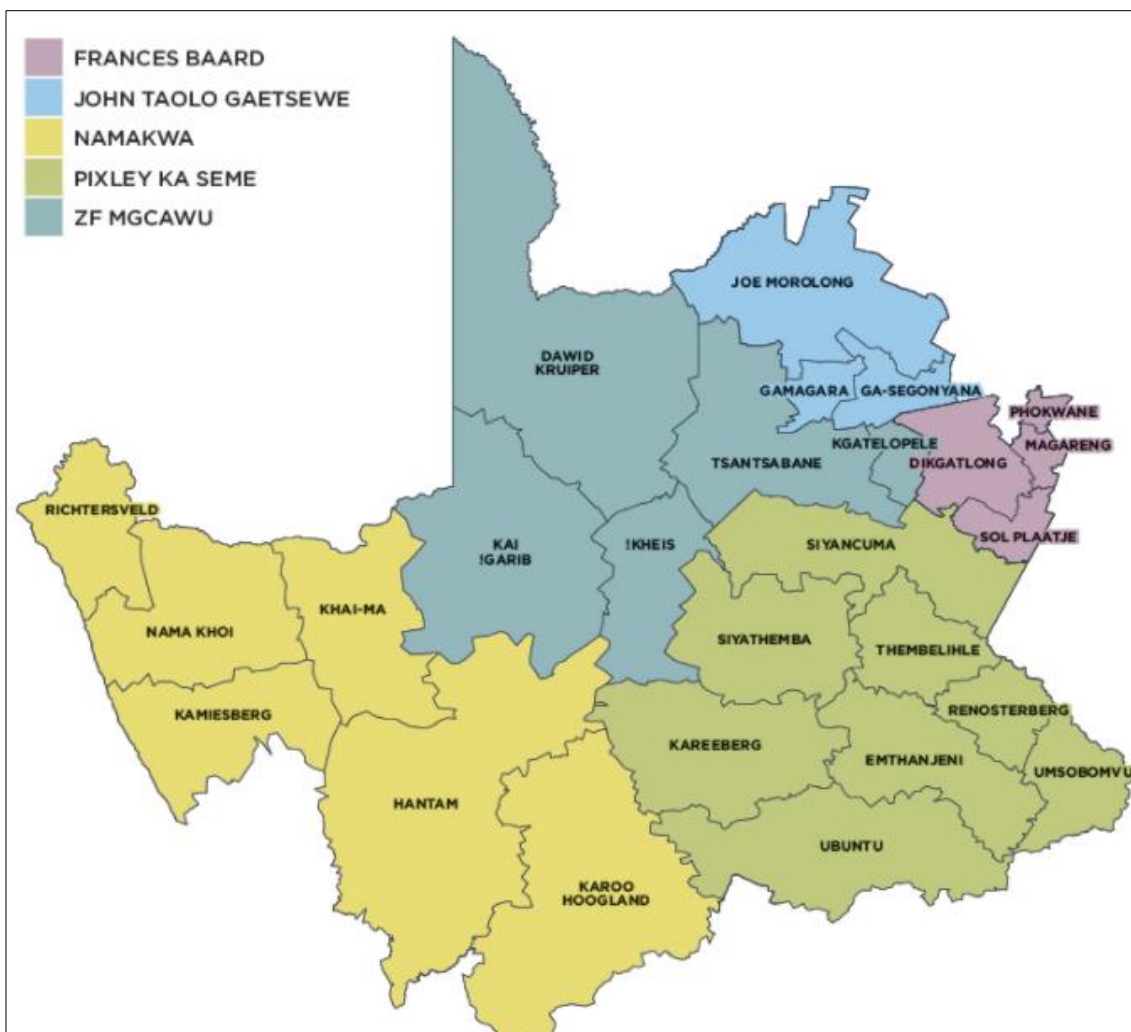 FRANCES BAARD
JOHN TAOLO GAETSEWE
NAMAKWA
PIXLEY KA SEME
ZF MGCAWU
JOE MOROLONG
DAWID
KRUIPER
GAMAGARA
GA-SEGONYANA
PHOKWANE
KGATELOPELE
MAGARENG
TSANTSABANE
DIKGATLONG
RICHTERSVELD
KAI
!GARIB
!KHEIS
SIYANCUMA
SOL PLAATJE
KHAI-MA
NAMA KHOI
SIYATHEMBA
THEMBELIHLE
KAMIESBERG
RENOSTERBERG
KAREEBERG
EMTHANJENI
UMSOBOMVU
HANTAM
UBUNTU
KAROO
HOOGLAND